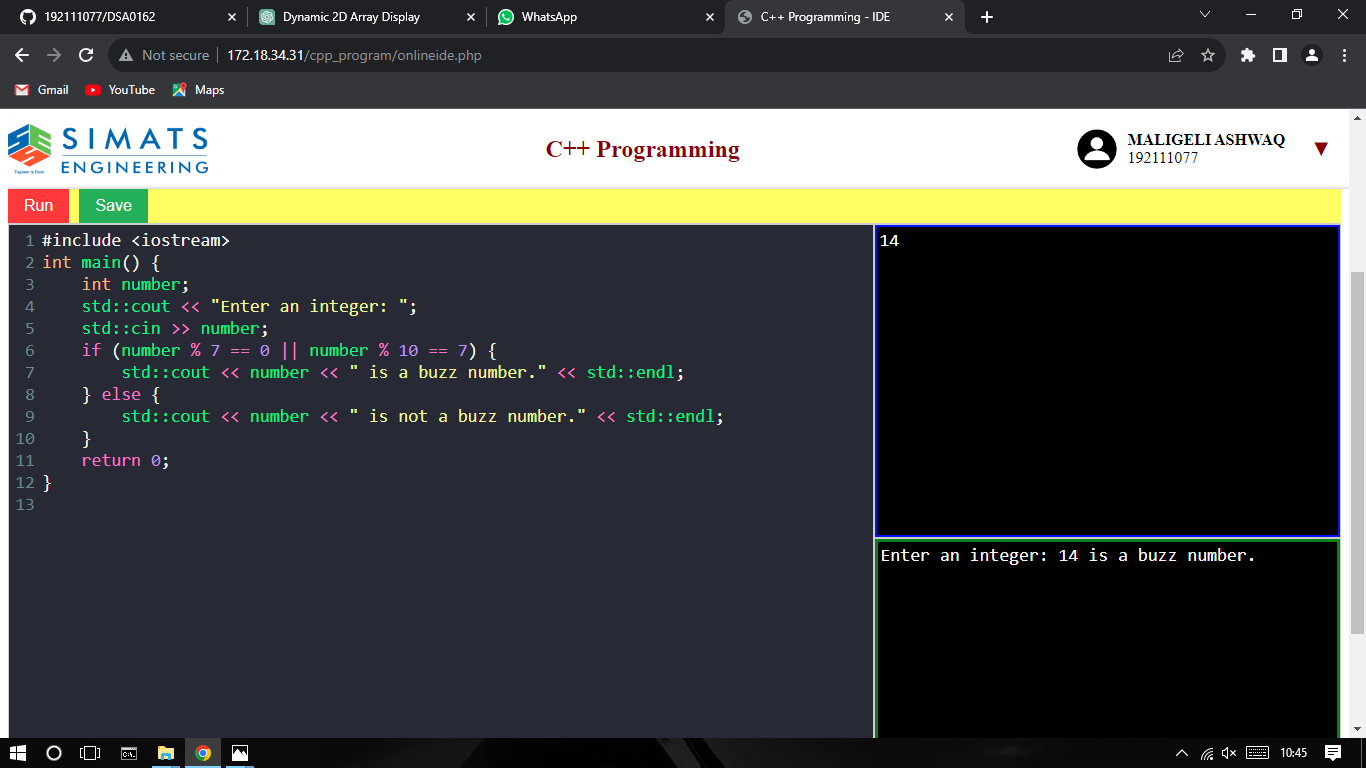 192111077/DSA0162
Dynamic 2D Array Display
WhatsApp
C++ Programming - IDE
Not secure
172.18.34.31/cpp_program/onlineide.php
Gmail
YouTube
Maps
SIMATS
ENGINEERING
Engineer to Excel
C++ Programming
MALIGELI ASHWAQ
192111077
Run
Save
1 #include <iostream>
2 int main() {
3     int number;
4     std::cout << "Enter an integer: ";
5     std::cin >> number;
6     if (number % 7 == 0 || number % 10 == 7) {
7         std::cout << number << " is a buzz number." << std::endl;
8     } else {
9         std::cout << number << " is not a buzz number." << std::endl;
10     }
11     return 0;
12 }
13
14
Enter an integer: 14 is a buzz number.
10:45